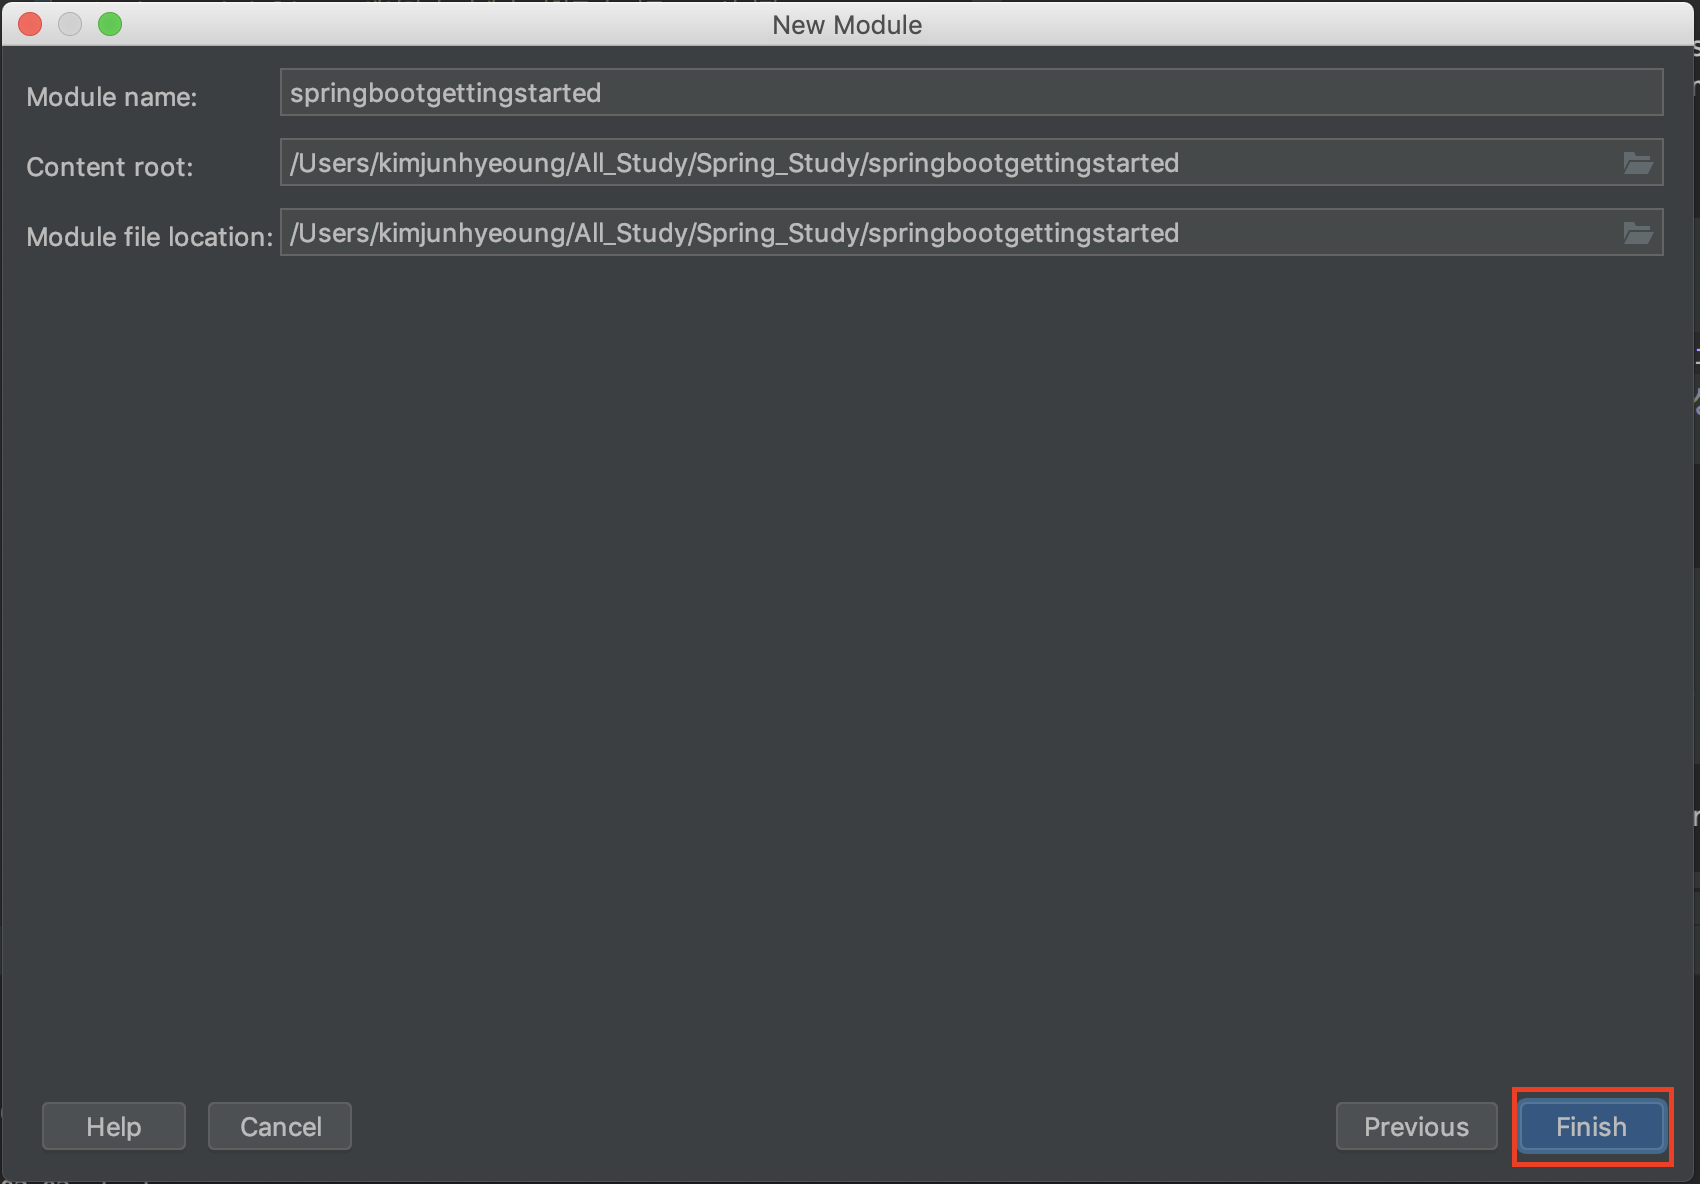 New Module
Module name: springbootgettingstarted
Content root: /Users/kimjunhyeoung/All_Study/Spring_Study/springbootgettingstarted
Module file location: /Users/kimjunhyeoung/All_Study/Spring_Study/springbootgettingstarted
Help Cancel Previous Finish